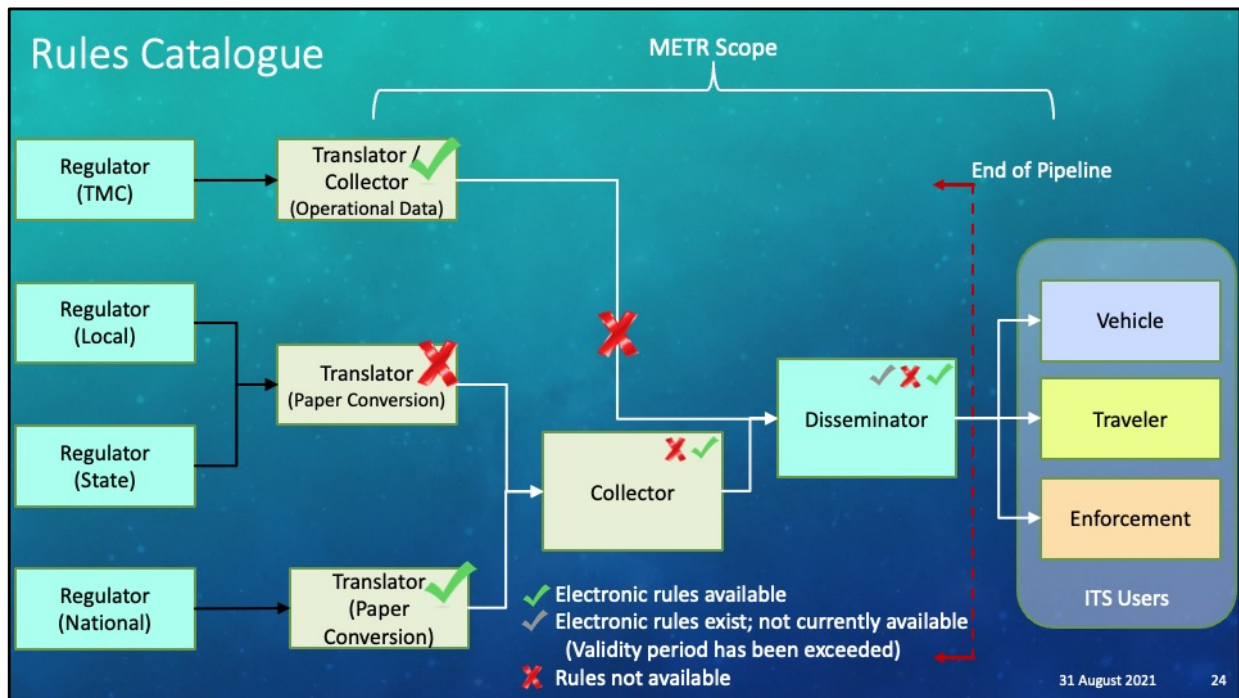 Rules Catalogue
METR Scope
Regulator
(TMC)
Translator /
Collector
(Operational Data)
End of Pipeline
Regulator
(Local)
Translator
(Paper Conversion)
Regulator
(State)
Collector
Disseminator
Vehicle
Traveler
Enforcement
ITS Users
Regulator
(National)
Translator
(Paper
Conversion)
Electronic rules available
Electronic rules exist; not currently available
(Validity period has been exceeded)
Rules not available
31 August 2021
24